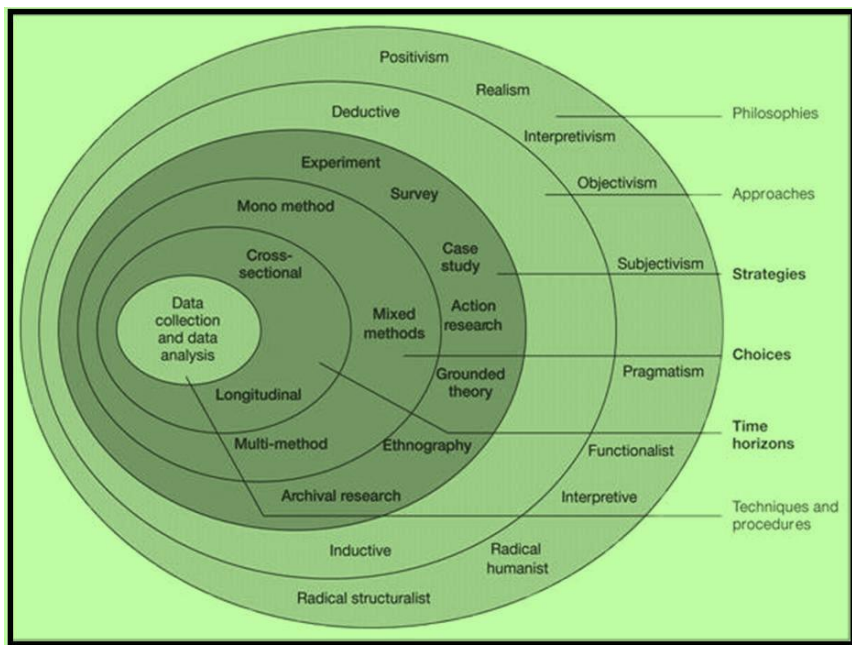 Positivism
Realism
Philosophies
Deductive
Interpretivism
Experiment
Objectivism
Survey
Approaches
Mono method
Cross-
sectional
Case
study
Subjectivism
Strategies
Data
collection
and data
analysis
Mixed
methods
Action
research
Choices
Pragmatism
Grounded
theory
Longitudinal
Time
horizons
Multi-method
Ethnography
Functionalist
Archival research
Interpretive
Techniques and
procedures
Inductive
Radical
humanist
Radical structuralist